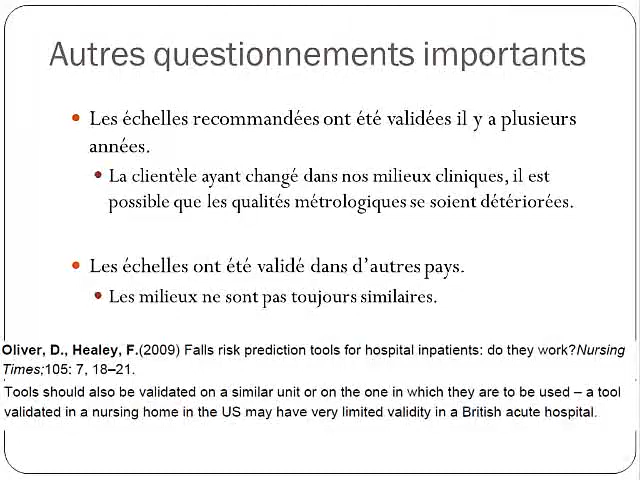 Autres questionnements importants
• Les échelles recommandées ont été validées il y a plusieurs
années.
• La clientèle ayant changé dans nos milieux cliniques, il est
possible que les qualités métrologiques se soient détériorées.
• Les échelles ont été validé dans d'autres pays.
• Les milieux ne sont pas toujours similaires.
Oliver, D., Healey, F.(2009) Falls risk prediction tools for hospital inpatients: do they work?Nursing
Times;105: 7, 18–21.
Tools should also be validated on a similar unit or on the one in which they are to be used – a tool
validated in a nursing home in the US may have very limited validity in a British acute hospital.